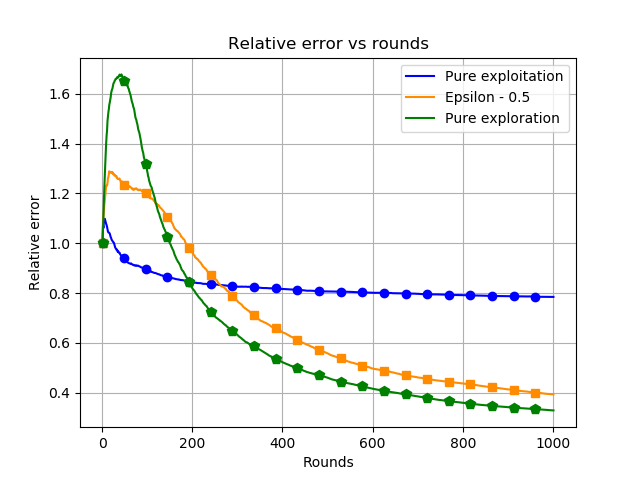 Relative error vs rounds
Pure exploitation
Epsilon - 0.5
Pure exploration
Relative error
1.6
1.4
1.2
1.0
0.8
0.6
0.4
0
200
400
600
800
1000
Rounds